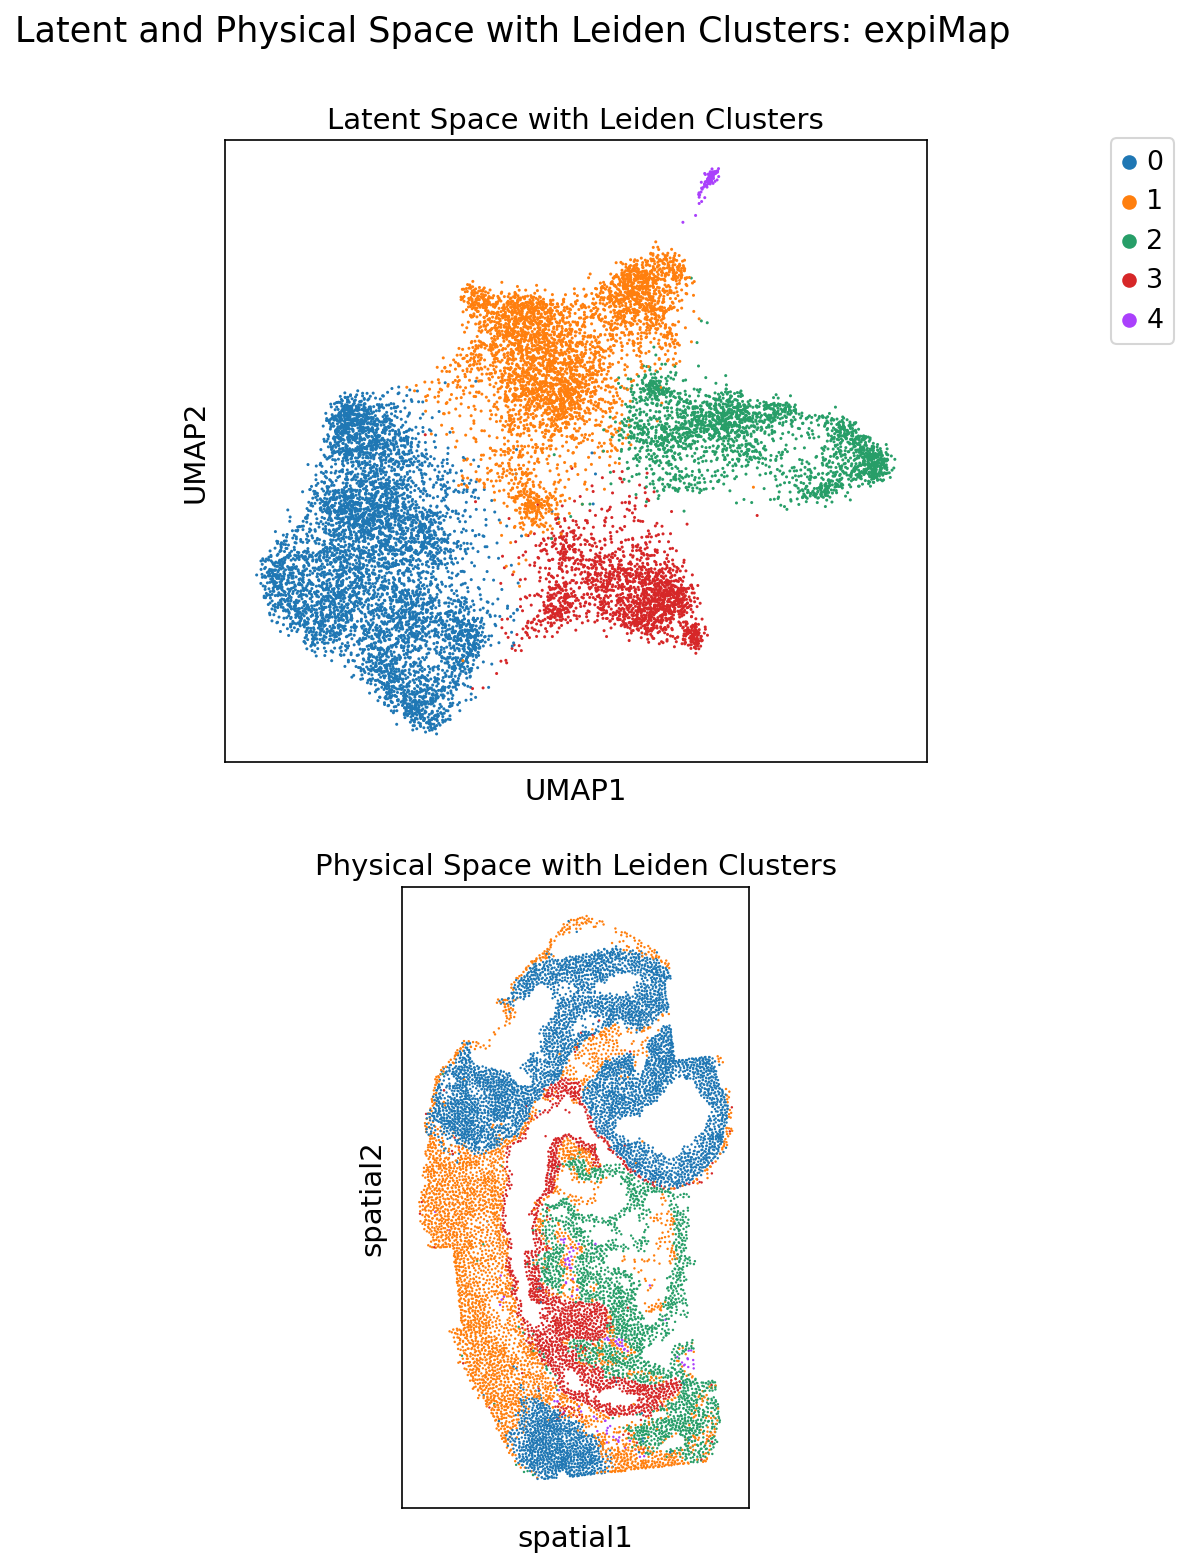 Latent and Physical Space with Leiden Clusters: expiMap
Latent Space with Leiden Clusters
0
1
2
3
4
UMAP2
UMAP1
Physical Space with Leiden Clusters
spatial2
spatial1